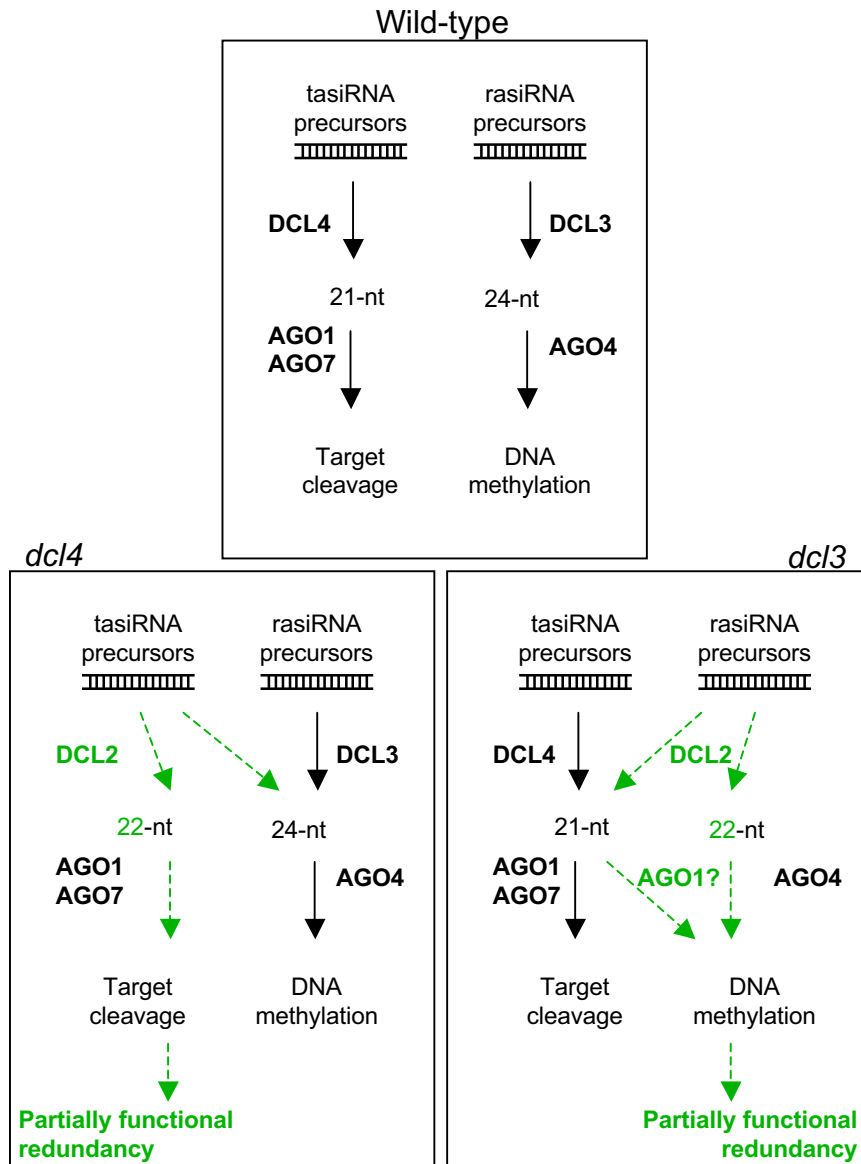 Wild-type
tasiRNA
precursors
rasiRNA
precursors
DCL4
DCL3
21-nt
24-nt
AGO1
AGO7
AGO4
Target
cleavage
DNA
methylation
dcl4
tasiRNA
precursors
rasiRNA
precursors
DCL2
DCL3
22-nt
24-nt
AGO1
AGO7
AGO4
Target
cleavage
DNA
methylation
Partially functional
redundancy
dcl3
tasiRNA
precursors
rasiRNA
precursors
DCL4
DCL2
21-nt
22-nt
AGO1
AGO7
AGO1?
AGO4
Target
cleavage
DNA
methylation
Partially functional
redundancy